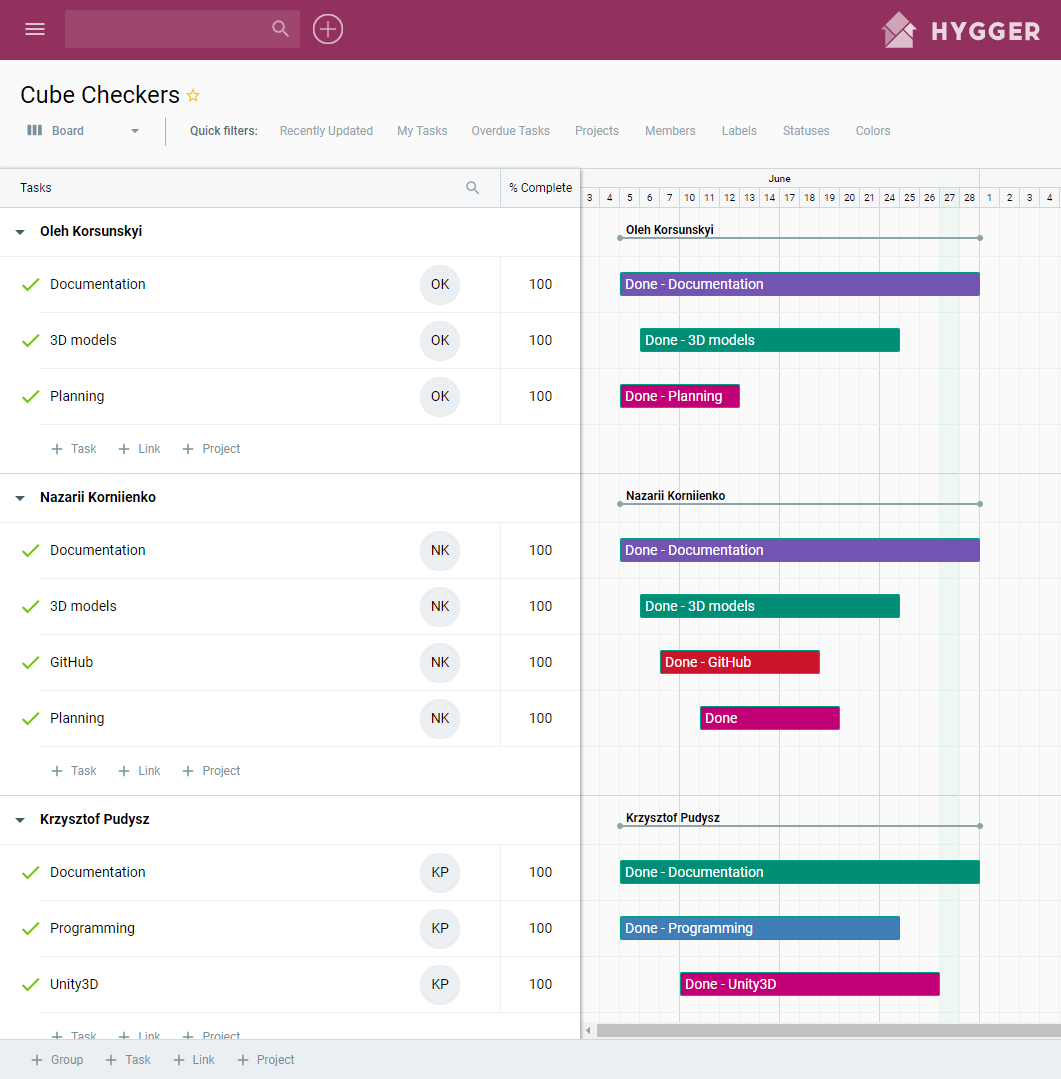 HYGGER
Cube Checkers
Board
Quick filters: Recently Updated My Tasks Overdue Tasks Projects Members Labels Statuses Colors
Tasks % Complete June
3 4 5 6 7 10 11 12 13 14 17 18 19 20 21 24 25 26 27 28 1 2 3 4
Oleh Korsunskyi Oleh Korsunskyi
Documentation OK 100 Done - Documentation
3D models OK 100 Done - 3D models
Planning OK 100 Done - Planning
+ Task + Link + Project
Nazarii Korniienko Nazarii Korniienko
Documentation NK 100 Done - Documentation
3D models NK 100 Done - 3D models
GitHub NK 100 Done - GitHub
Planning NK 100 Done
+ Task + Link + Project
Krzysztof Pudysz Krzysztof Pudysz
Documentation KP 100 Done - Documentation
Programming KP 100 Done - Programming
Unity3D KP 100 Done - Unity3D
+ Task + Link + Project
+ Group + Task + Link + Project